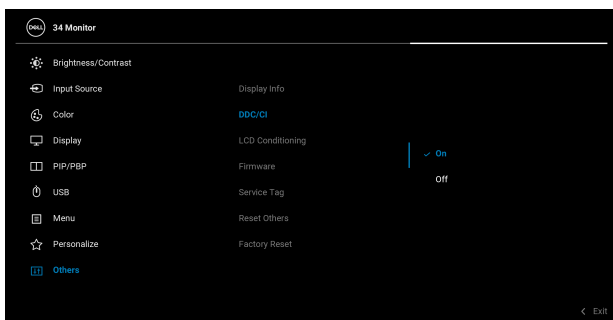 DELL 34 Monitor
Brightness/Contrast
Input Source
Color
Display
PIP/PBP
USB
Menu
Personalize
Others
Display Info
DDC/CI
LCD Conditioning
Firmware
Service Tag
Reset Others
Factory Reset
On
Off
Exit